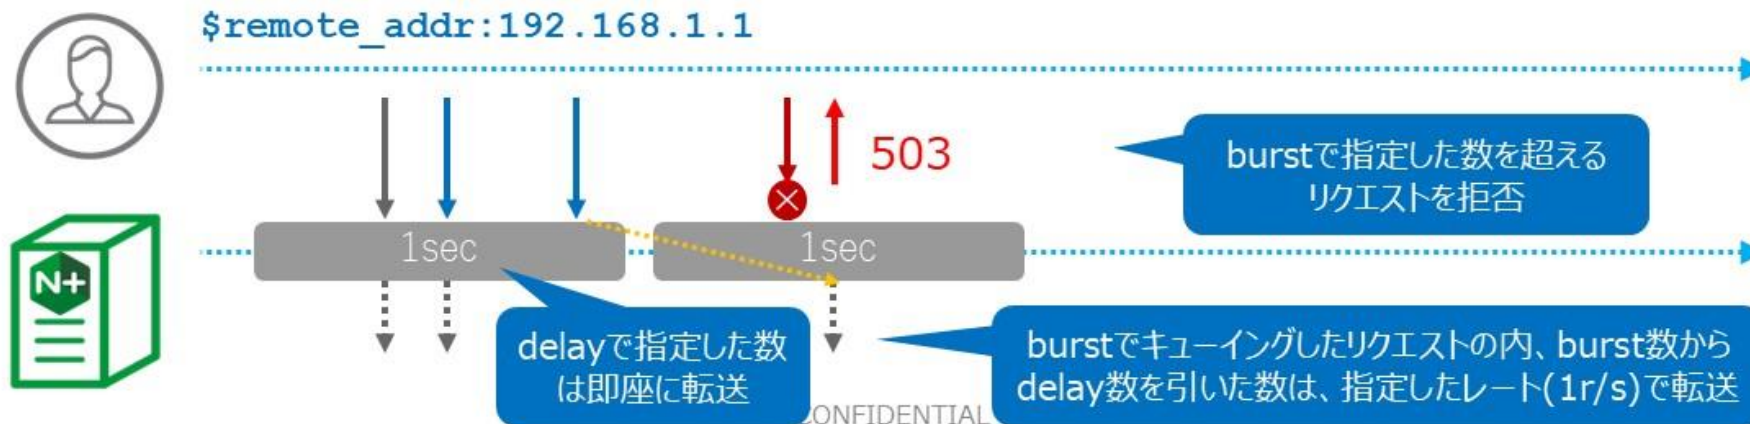 $remote_addr:192.168.1.1
503
burstで指定した数を超える
リクエストを拒否
1sec
1sec
N+
delayで指定した数
は即座に転送
burstでキューイングしたリクエストの内、burst数から
delay数を引いた数は、指定したレート(1r/s)で転送
CONFIDENTIAL